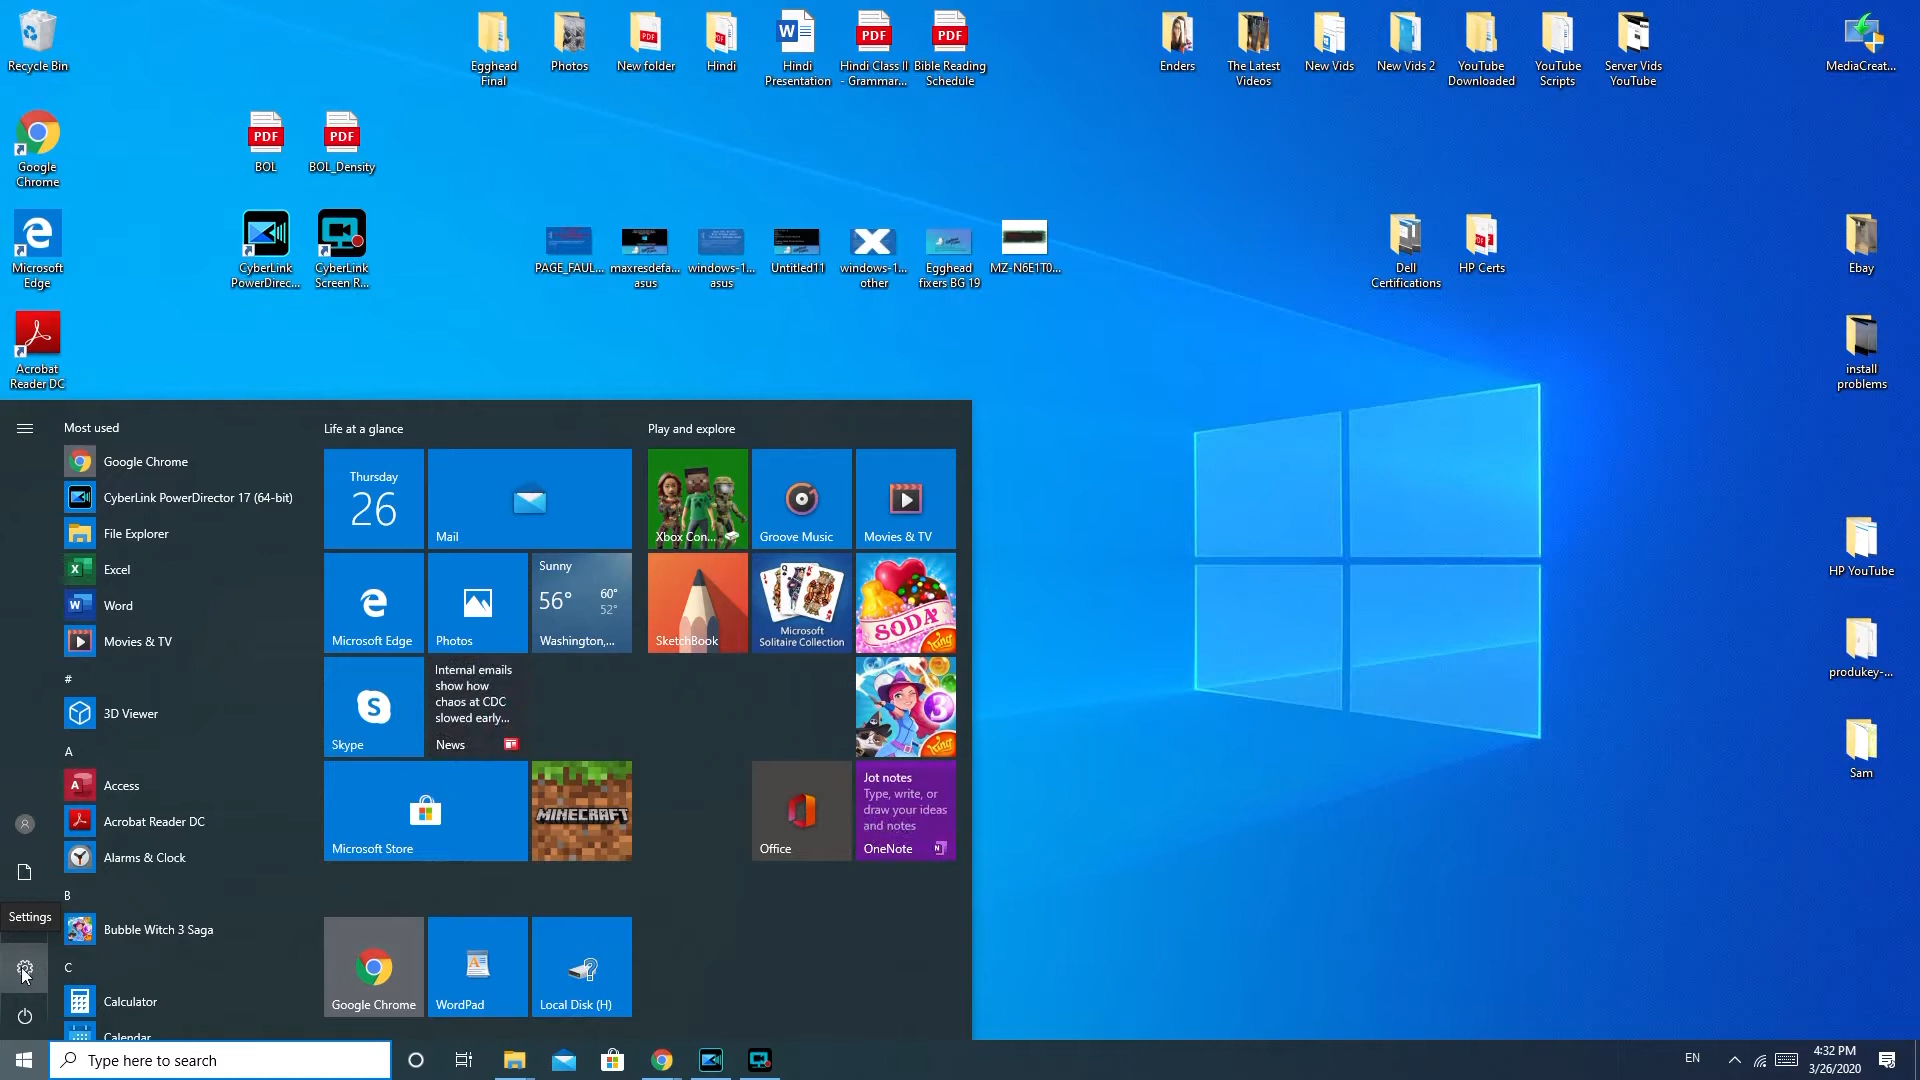 Recycle Bin
Egghead
Final
Photos
New folder
Hindi
Hindi
Presentation
Hindi Class II
- Grammar...
Bible Reading
Schedule
Enders
The Latest
Videos
New Vids
New Vids 2
YouTube
Downloaded
YouTube
Scripts
Server Vids
YouTube
MediaCreat...
PDF
PDF
Google
Chrome
PDF
BOL
PDF
BOL_Density
Microsoft
Edge
CyberLink
PowerDirec...
CyberLink
Screen R...
PAGE_FAUL...
maxresdefa...
asus
windows-1...
asus
Untitled11
windows-1...
other
Egghead
fixers BG 19
MZ-N6E1T0...
Dell
Certifications
HP Certs
Ebay
Acrobat
Reader DC
install
problems
HP YouTube
produkey-...
Sam
Most used
Google Chrome
CyberLink PowerDirector 17 (64-bit)
File Explorer
Excel
Word
Movies & TV
#
3D Viewer
A
Access
Acrobat Reader DC
Alarms & Clock
B
Bubble Witch 3 Saga
C
Calculator
Calendar
Settings
Life at a glance
Thursday
26
Mail
Microsoft Edge
Photos
Sunny
56°
60°
52°
Washington,...
Skype
Internal emails
show how
chaos at CDC
slowed early...
News
Microsoft Store
MINECRAFT
Google Chrome
WordPad
Local Disk (H)
Play and explore
Xbox Con...
Groove Music
Movies & TV
SketchBook
Microsoft
Solitaire Collection
SODA
King
3
King
Office
Jot notes
Type, write, or
draw your ideas
and notes
OneNote
Type here to search
EN
4:32 PM
3/26/2020